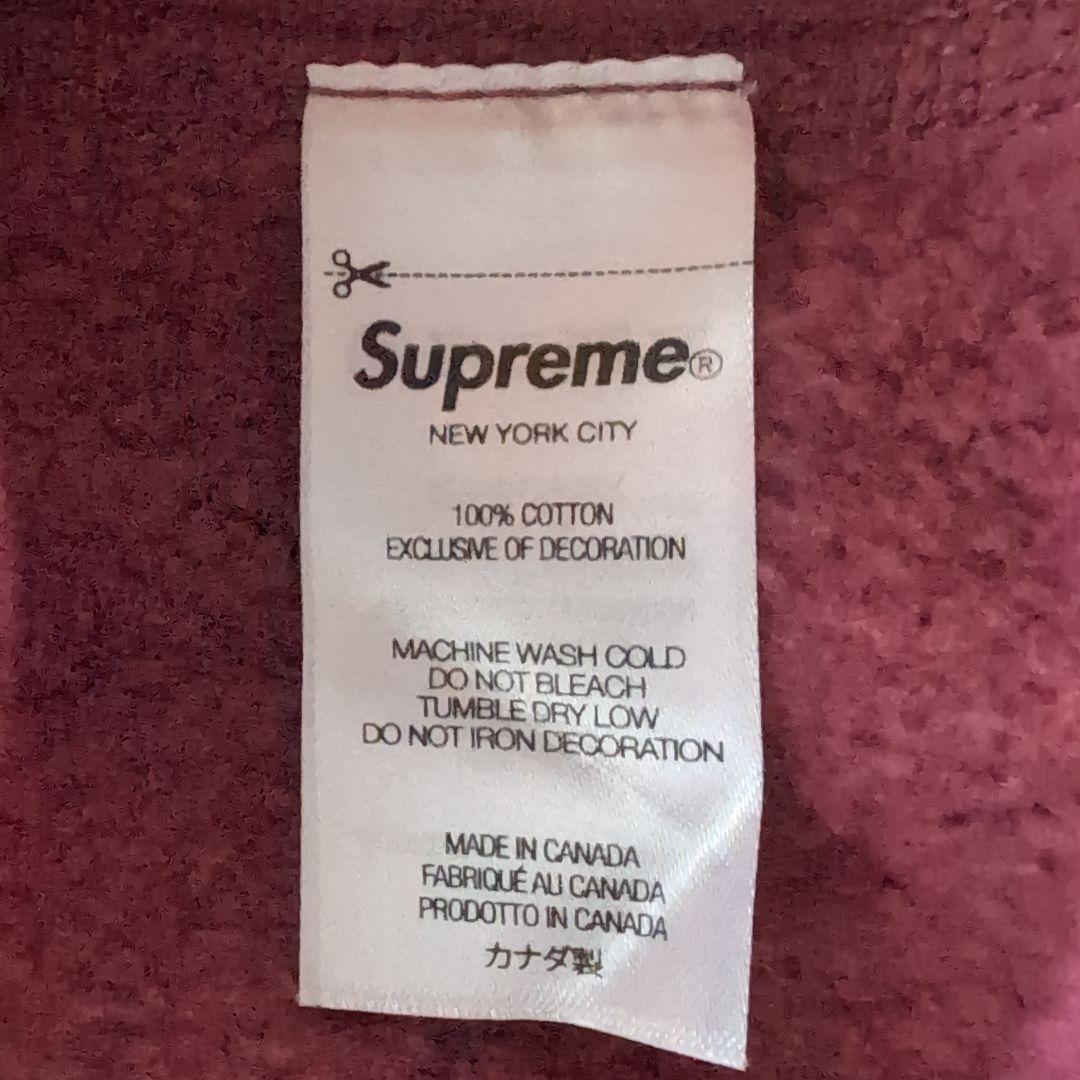 Supreme®
NEW YORK CITY
100% COTTON
EXCLUSIVE OF DECORATION
MACHINE WASH COLD
DO NOT BLEACH
TUMBLE DRY LOW
DO NOT IRON DECORATION
MADE IN CANADA
FABRIQUÉ AU CANADA
PRODOTTO IN CANADA
カナダ製